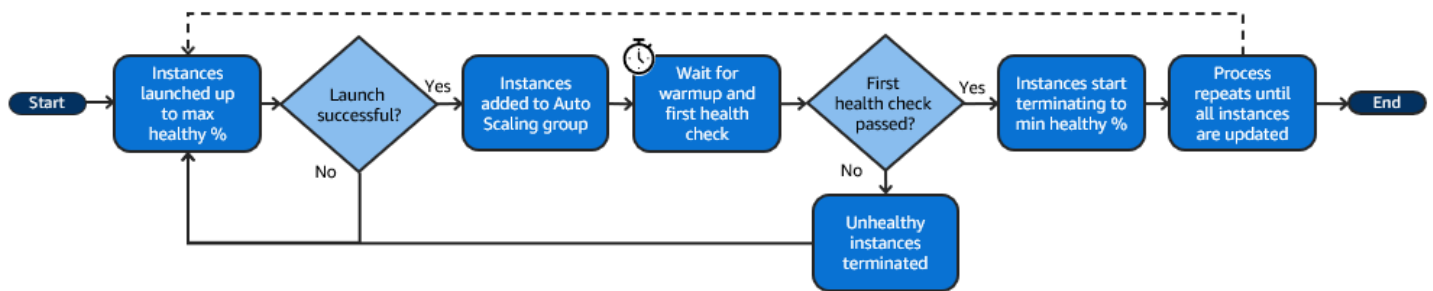 Start
Instances
launched up
to max
healthy %
Launch
successful?
Yes
No
Instances
added to Auto
Scaling group
Wait for
warmup and
first health
check
First
health check
passed?
Yes
No
Unhealthy
instances
terminated
Instances start
terminating to
min healthy %
Process
repeats until
all instances
are updated
End